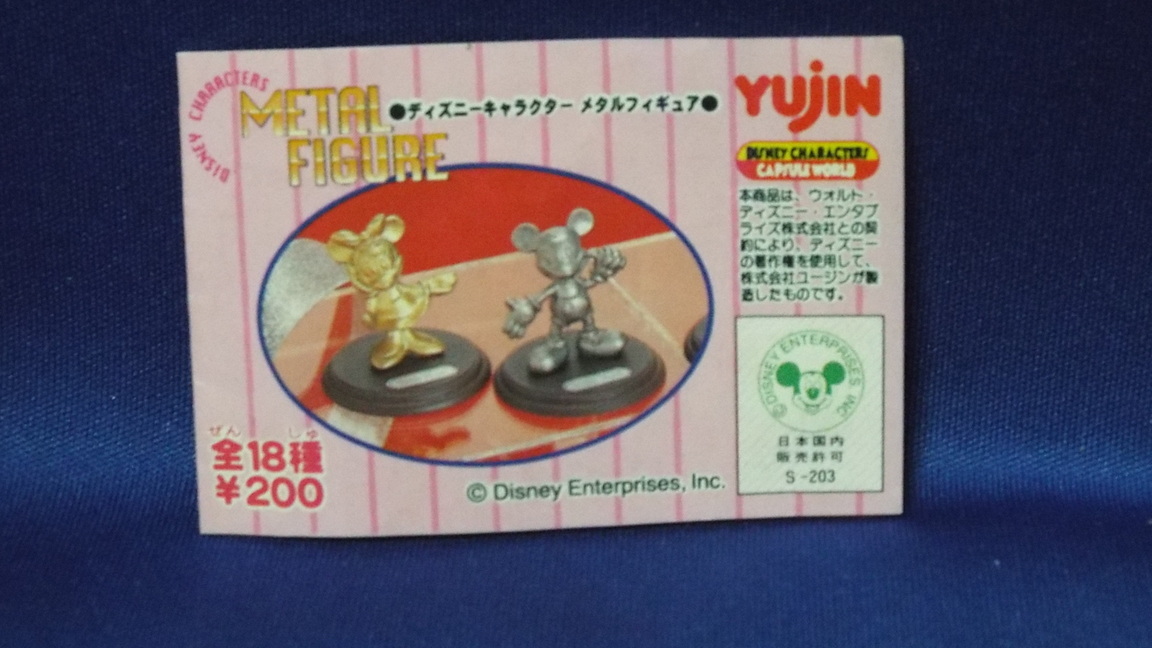 DISNEY CHARACTERS
METAL
FIGURE
●ディズニーキャラクター メタルフィギュア●
YUJIN
DISNEY CHARACTERS
CAPSULE WORLD
本商品は、ウォルト・
ディズニー・エンタプ
ライズ株式会社との契
約により、ディズニー
の著作権を使用して、
株式会社ユージンが製
造したものです。
© DISNEY ENTERPRISES, INC
日本国内
販売許可
S-203
ぜん しゅ
全18種
¥200
© Disney Enterprises, Inc.